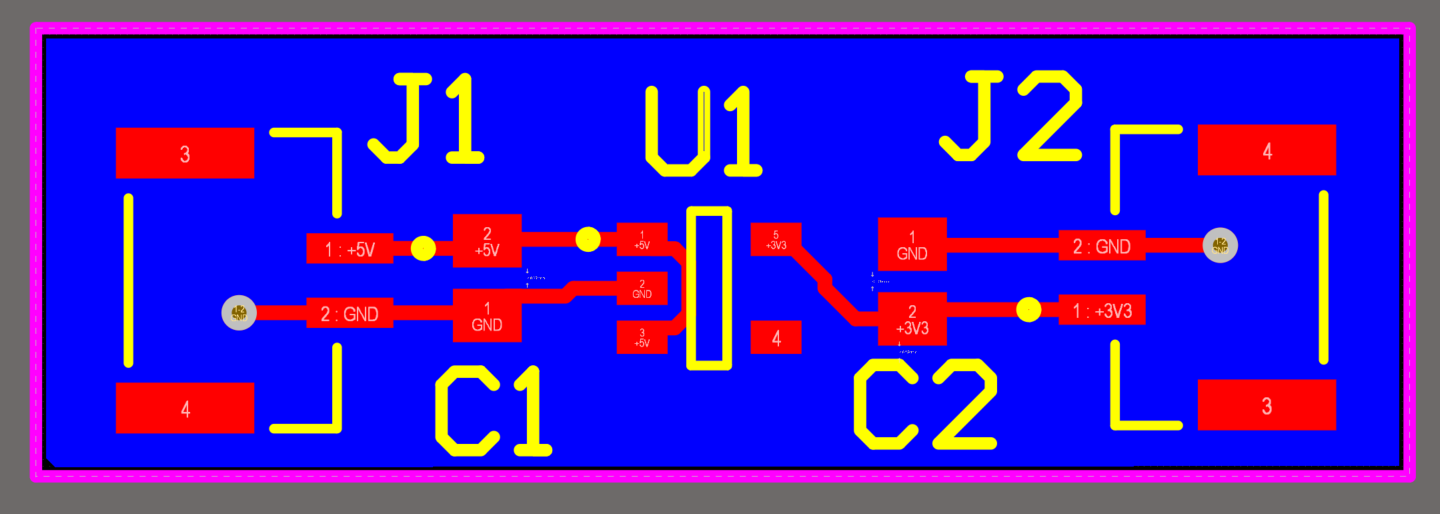 J1
U1
J2
3
4
1 : +5V
2
+5V
1
+5V
5
+3V3
1
GND
2 : GND
2
GND
2 : GND
1
GND
3
+5V
4
2
+3V3
1 : +3V3
4
3
C1
C2